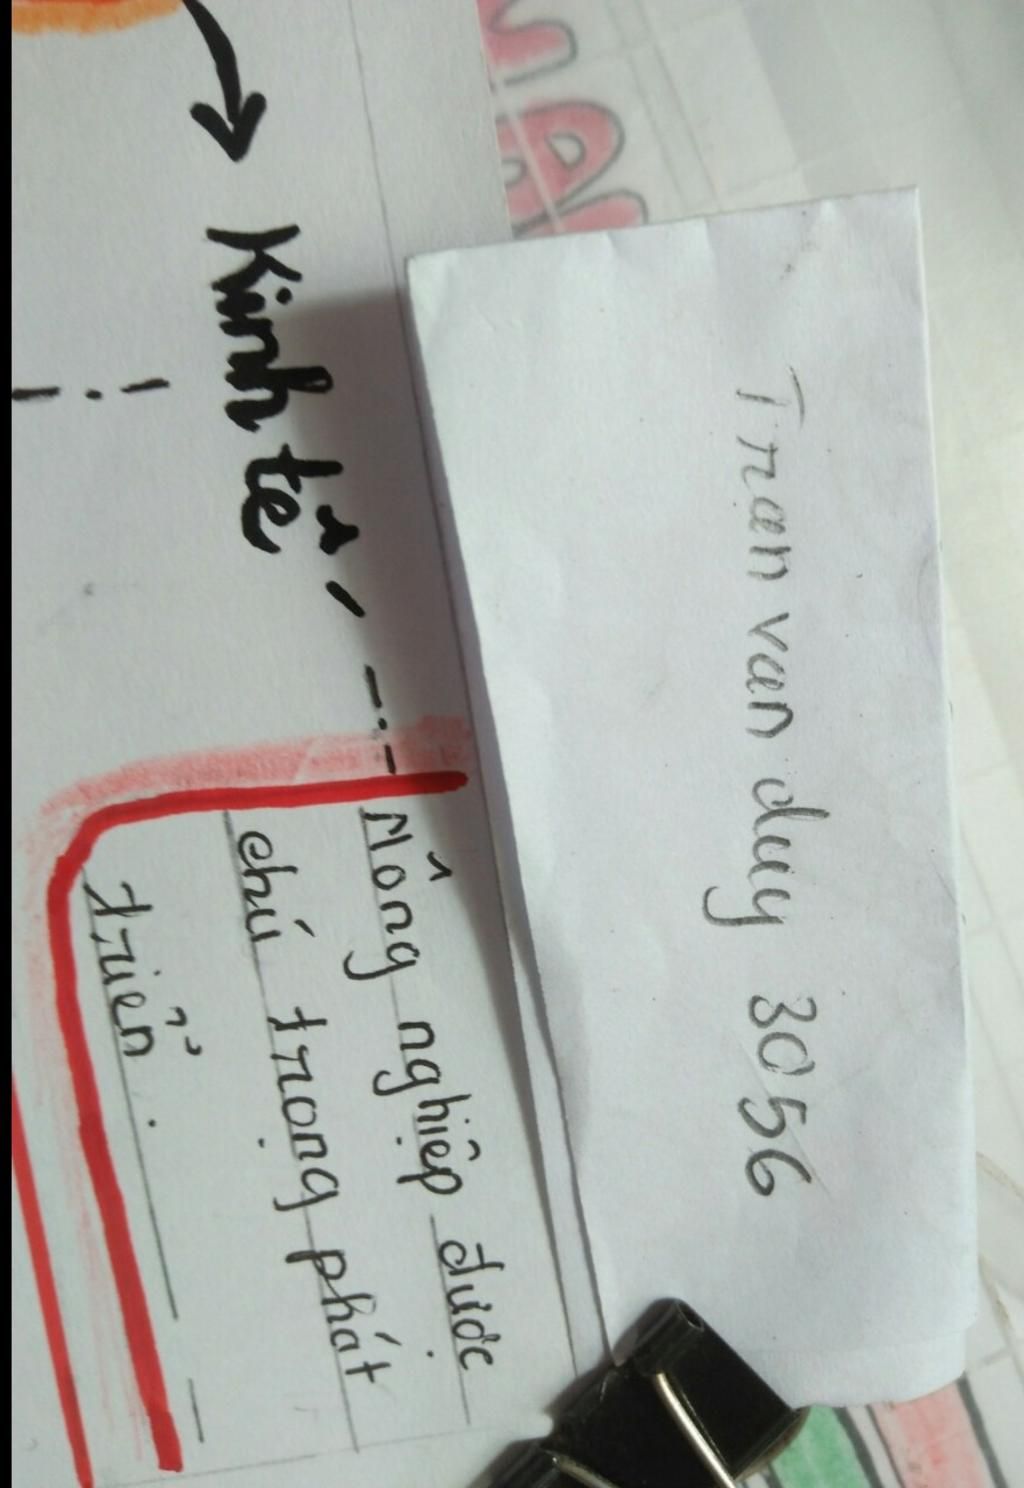 Tran van duy 3056
Kinh tế
Nông nghiệp được
chú trọng phát
triển.